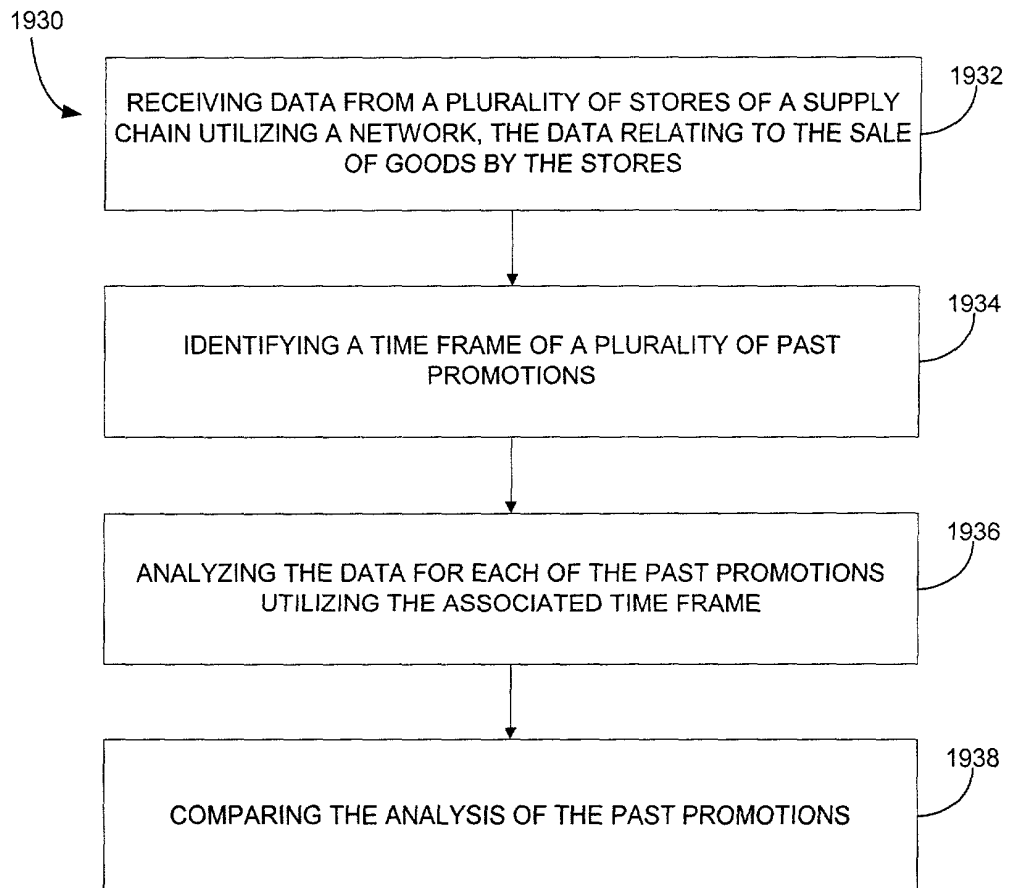 1930
1932
RECEIVING DATA FROM A PLURALITY OF STORES OF A SUPPLY
CHAIN UTILIZING A NETWORK, THE DATA RELATING TO THE SALE
OF GOODS BY THE STORES
1934
IDENTIFYING A TIME FRAME OF A PLURALITY OF PAST
PROMOTIONS
1936
ANALYZING THE DATA FOR EACH OF THE PAST PROMOTIONS
UTILIZING THE ASSOCIATED TIME FRAME
1938
COMPARING THE ANALYSIS OF THE PAST PROMOTIONS